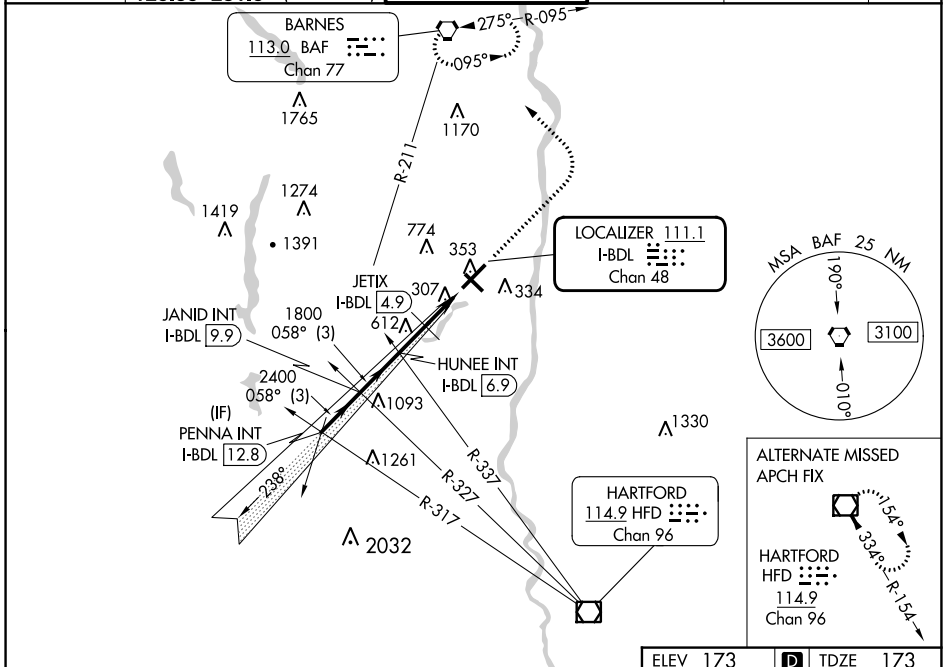 BARNES
113.0 BAF
Chan 77
275°
R-095
095°
1765
1170
R-211
1274
1419
1391
774
353
LOCALIZER 111.1
I-BDL
Chan 48
MSA BAF 25 NM
190°
3600
3100
010°
JETIX
I-BDL 4.9
307
334
612
JANID INT
I-BDL 9.9
1800
058° (3)
HUNEE INT
I-BDL 6.9
2400
058° (3)
(IF)
PENNA INT
I-BDL 12.8
1093
1330
1261
238°
R-337
R-327
R-317
2032
HARTFORD
114.9 HFD
Chan 96
ALTERNATE MISSED
APCH FIX
154°
334°
R-154
HARTFORD
HFD
114.9
Chan 96
ELEV 173 D TDZE 173